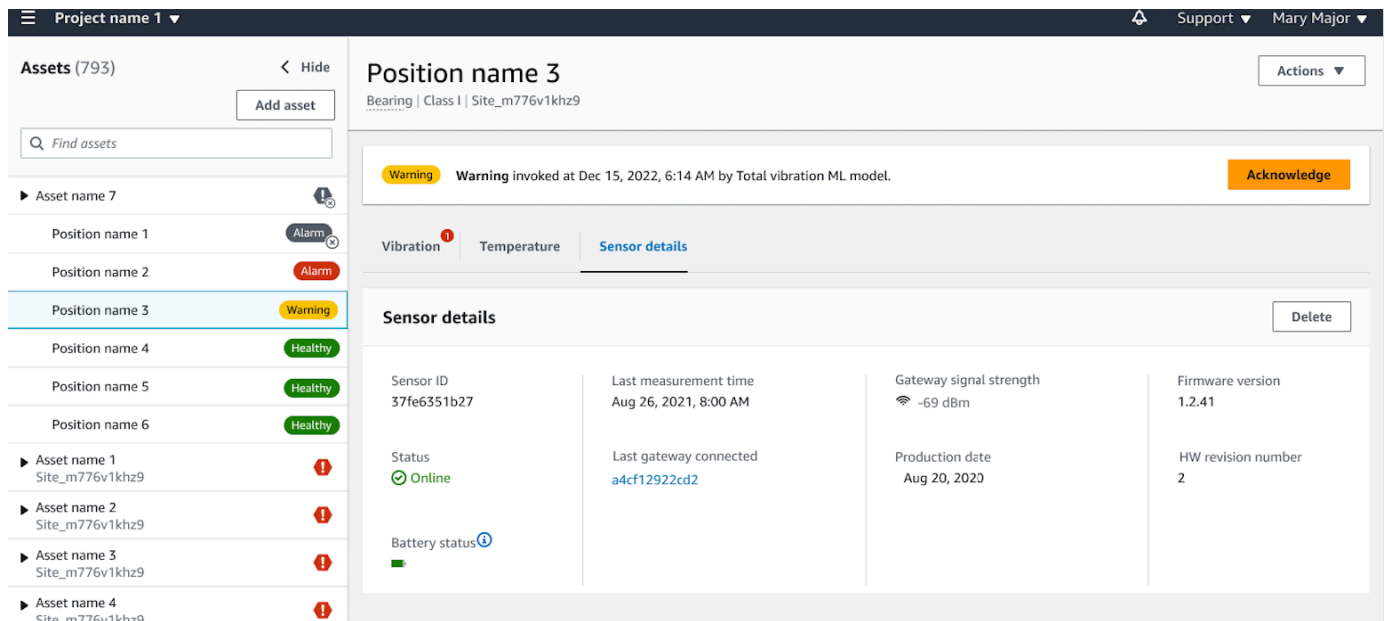 Project name 1
Support
Mary Major
Assets (793)
Hide
Add asset
Find assets
Asset name 7
Position name 1
Alarm
Position name 2
Alarm
Position name 3
Warning
Position name 4
Healthy
Position name 5
Healthy
Position name 6
Healthy
Asset name 1
Site_m776v1khz9
Asset name 2
Site_m776v1khz9
Asset name 3
Site_m776v1khz9
Asset name 4
Site_m776v1khz9
Position name 3
Actions
Bearing | Class I | Site_m776v1khz9
Warning
Warning invoked at Dec 15, 2022, 6:14 AM by Total vibration ML model.
Acknowledge
Vibration
1
Temperature
Sensor details
Sensor details
Delete
Sensor ID
37fe6351b27
Status
Online
Battery status
Last measurement time
Aug 26, 2021, 8:00 AM
Last gateway connected
a4cf12922cd2
Gateway signal strength
-69 dBm
Production date
Aug 20, 2020
Firmware version
1.2.41
HW revision number
2